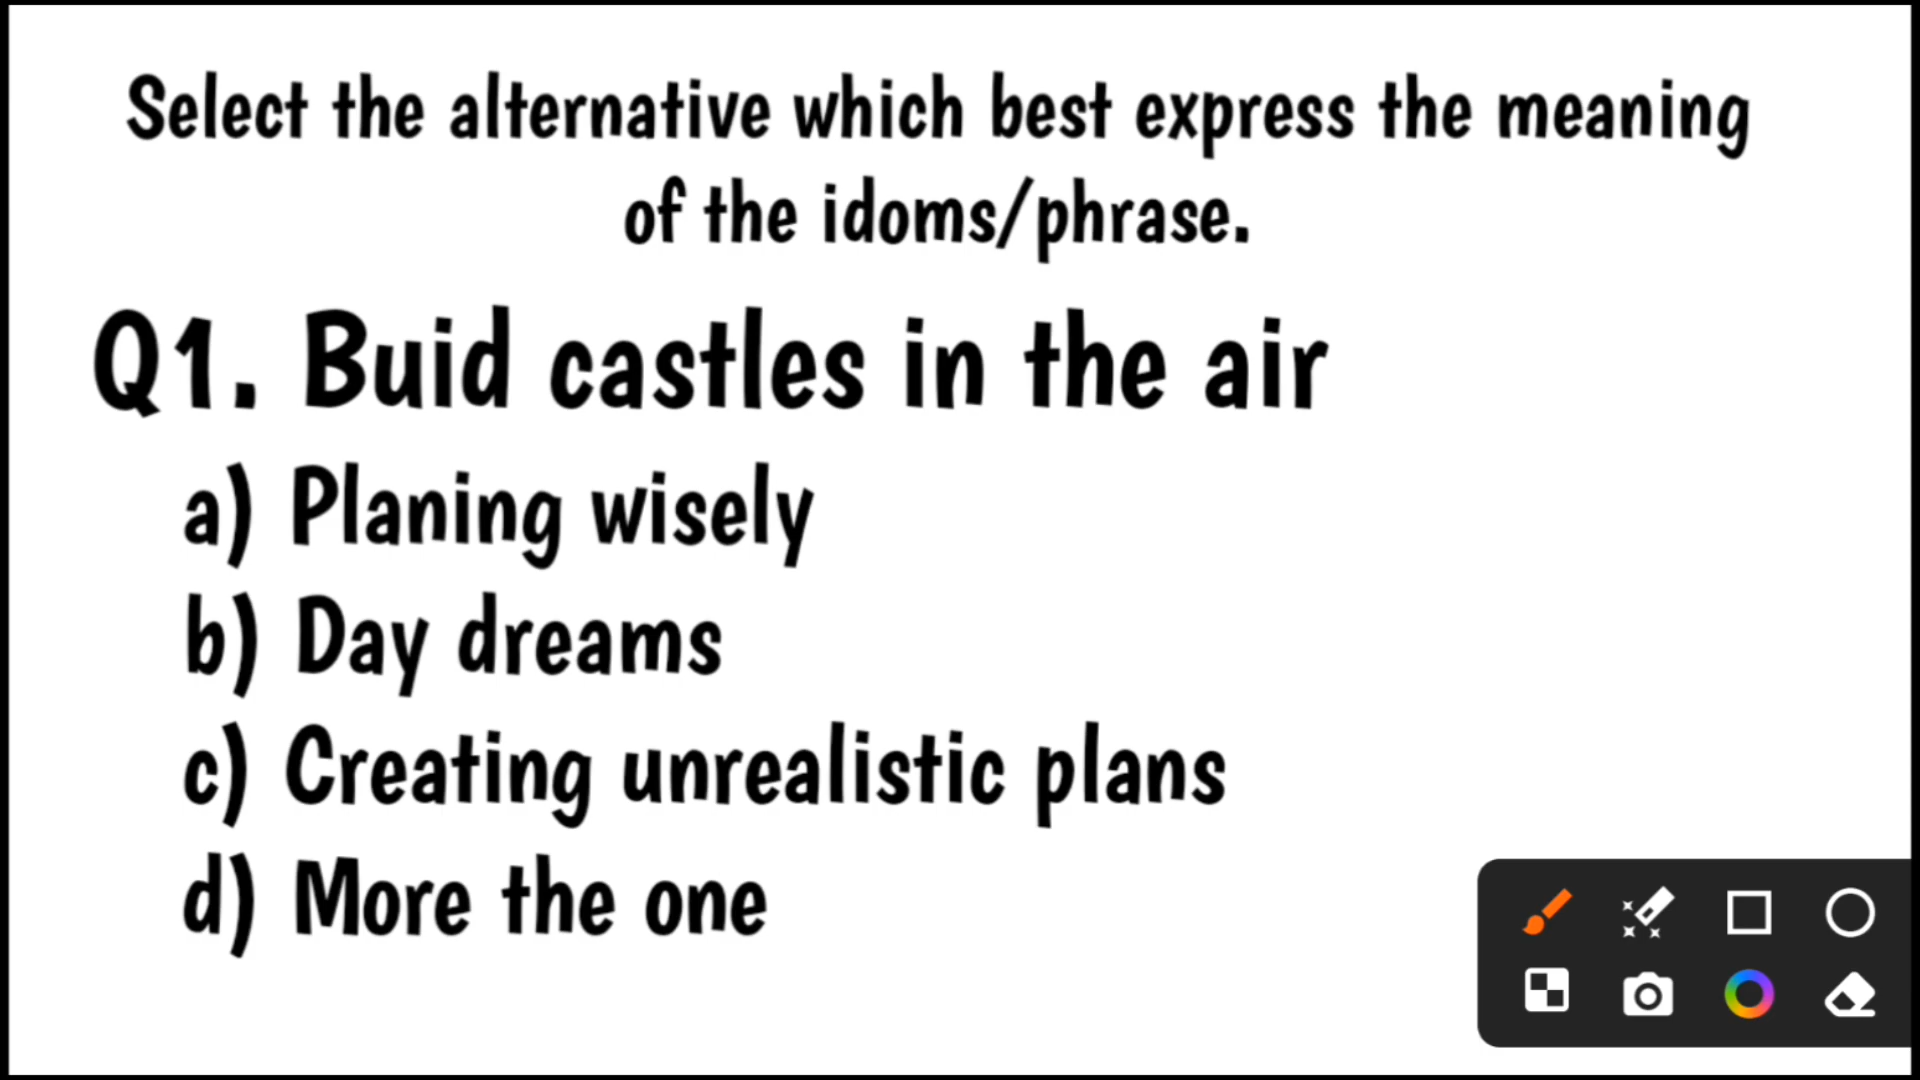 Select the alternative which best express the meaning
of the idoms/phrase.
Q1. Buid castles in the air
a) Planing wisely
b) Day dreams
c) Creating unrealistic plans
d) More the one